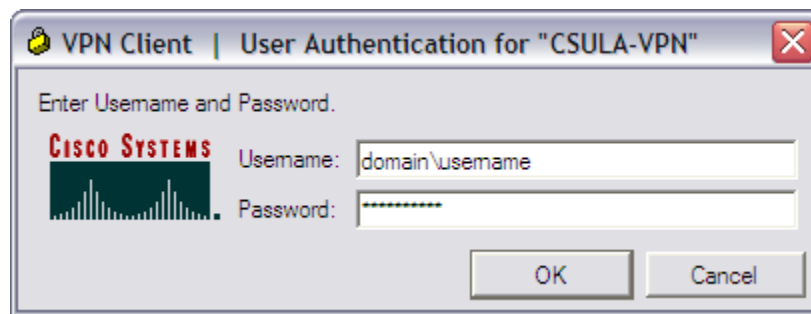 VPN Client | User Authentication for "CSULA-VPN"
Enter Username and Password.
CISCO SYSTEMS
Username: domain\username
Password: **********
OK Cancel